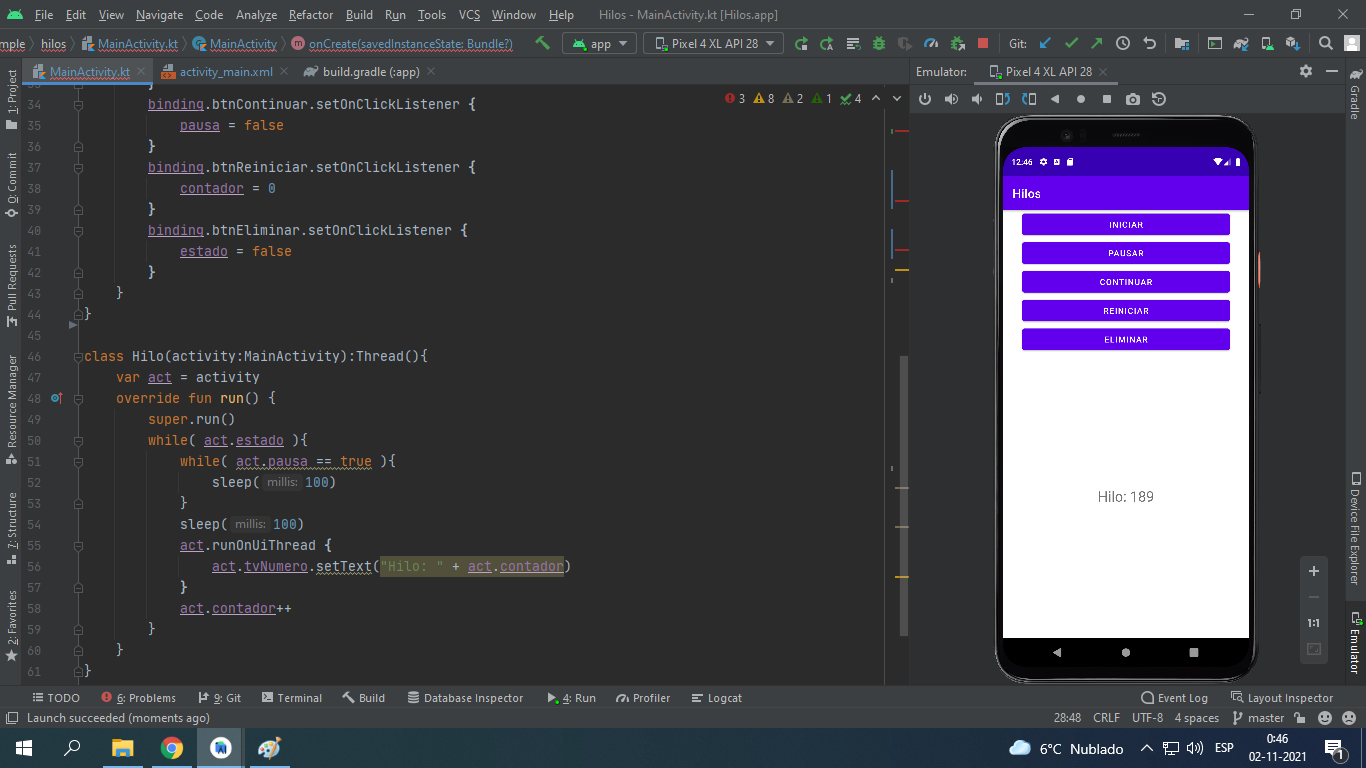 File Edit View Navigate Code Analyze Refactor Build Run Tools VCS Window Help Hilos - MainActivity.kt [Hilos.app]
mple hilos MainActivity.kt MainActivity onCreate(savedInstanceState: Bundle?) app Pixel 4 XL API 28 Git:
MainActivity.kt activity_main.xml build.gradle (:app) Emulator: Pixel 4 XL API 28
1: Project
0: Commit
Pull Requests
Resource Manager
7: Structure
2: Favorites
3 8 2 1 4
33 }
34 binding.btnContinuar.setOnClickListener {
35 pausa = false
36 }
37 binding.btnReiniciar.setOnClickListener {
38 contador = 0
39 }
40 binding.btnEliminar.setOnClickListener {
41 estado = false
42 }
43 }
44 }
45
46 class Hilo(activity:MainActivity):Thread(){
47 var act = activity
48 override fun run() {
49 super.run()
50 while( act.estado ){
51 while( act.pausa == true ){
52 sleep( millis: 100)
53 }
54 sleep( millis: 100)
55 act.runOnUiThread {
56 act.tvNumero.setText("Hilo: " + act.contador)
57 }
58 act.contador++
59 }
60 }
61 }
12:46
Hilos
INICIAR
PAUSAR
CONTINUAR
REINICIAR
ELIMINAR
Hilo: 189
1:1
Gradle
Device File Explorer
Emulator
TODO 6: Problems 9: Git Terminal Build Database Inspector 4: Run Profiler Logcat Event Log Layout Inspector
Launch succeeded (moments ago) 28:48 CRLF UTF-8 4 spaces master
6°C Nublado ESP 0:46
02-11-2021
1